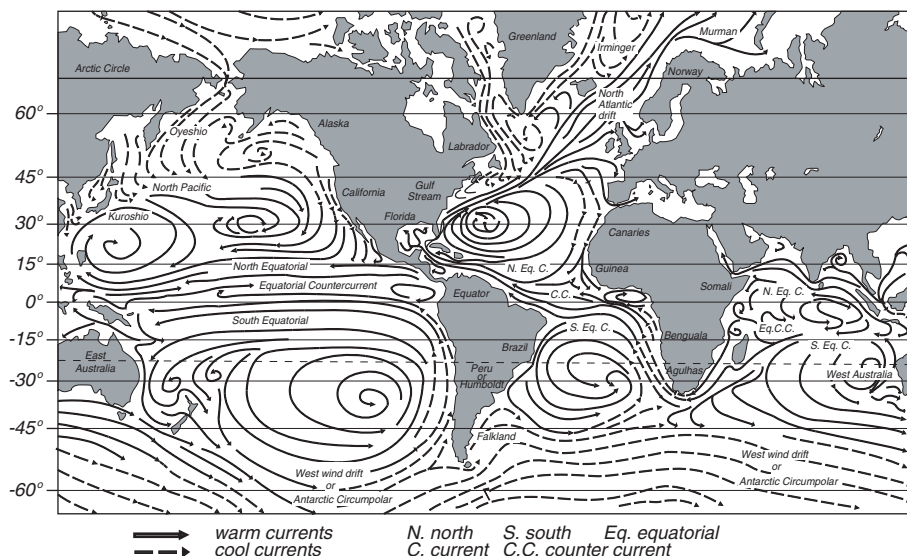 Greenland
Irminger
Murman
Arctic Circle
Norway
60°
North
Atlantic
drift
Oyeshio
Alaska
Labrador
45°
North Pacific
California
Gulf
Stream
Kuroshio
Florida
30°
Canaries
15°
North Equatorial
N. Eq. C.
Guinea
Somali
Equatorial Countercurrent
Equator
C.C.
N. Eq. C.
0°
South Equatorial
S. Eq. C.
Eq.C.C.
-15°
Brazil
Benguala
S. Eq. C.
East
Australia
Peru
or
Humboldt
Agulhas
West Australia
-30°
-45°
Falkland
West wind drift
or
Antarctic Circumpolar
West wind drift
or
Antarctic Circumpolar
-60°
warm currents N. north S. south Eq. equatorial
cool currents C. current C.C. counter current